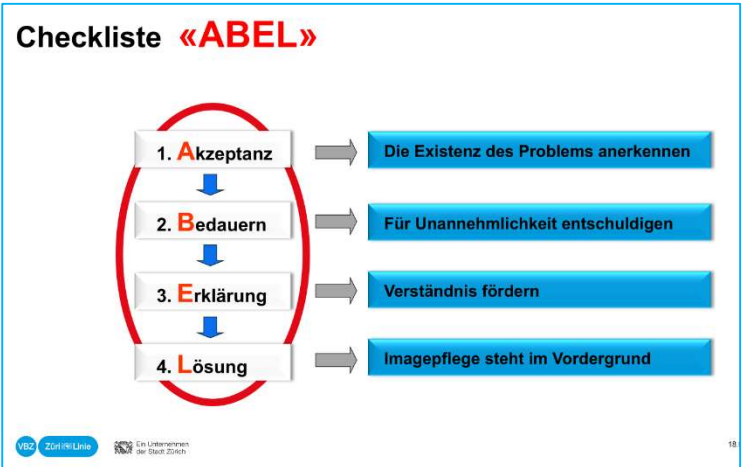 Checkliste «ABEL»
1. Akzeptanz
Die Existenz des Problems anerkennen
2. Bedauern
Für Unannehmlichkeit entschuldigen
3. Erklärung
Verständnis fördern
4. Lösung
Imagepflege steht im Vordergrund
VBZ Züri Linie
Ein Unternehmen
der Stadt Zürich
18.